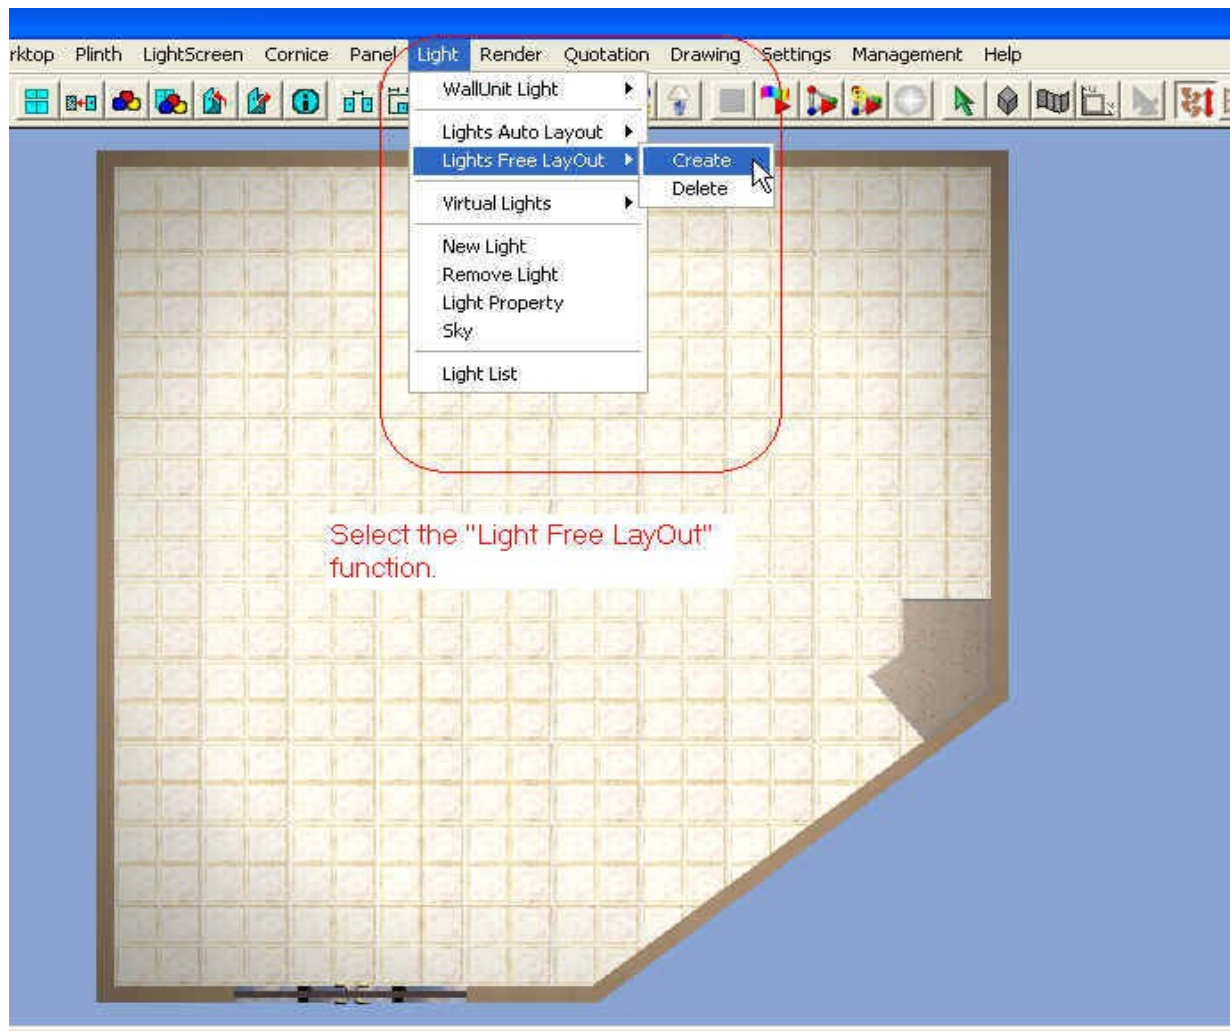 rktop Plinth LightScreen Cornice Panel Light Render Quotation Drawing Settings Management Help
WallUnit Light
Lights Auto Layout
Lights Free LayOut Create
Delete
Virtual Lights
New Light
Remove Light
Light Property
Sky
Light List
Select the "Light Free LayOut"
function.